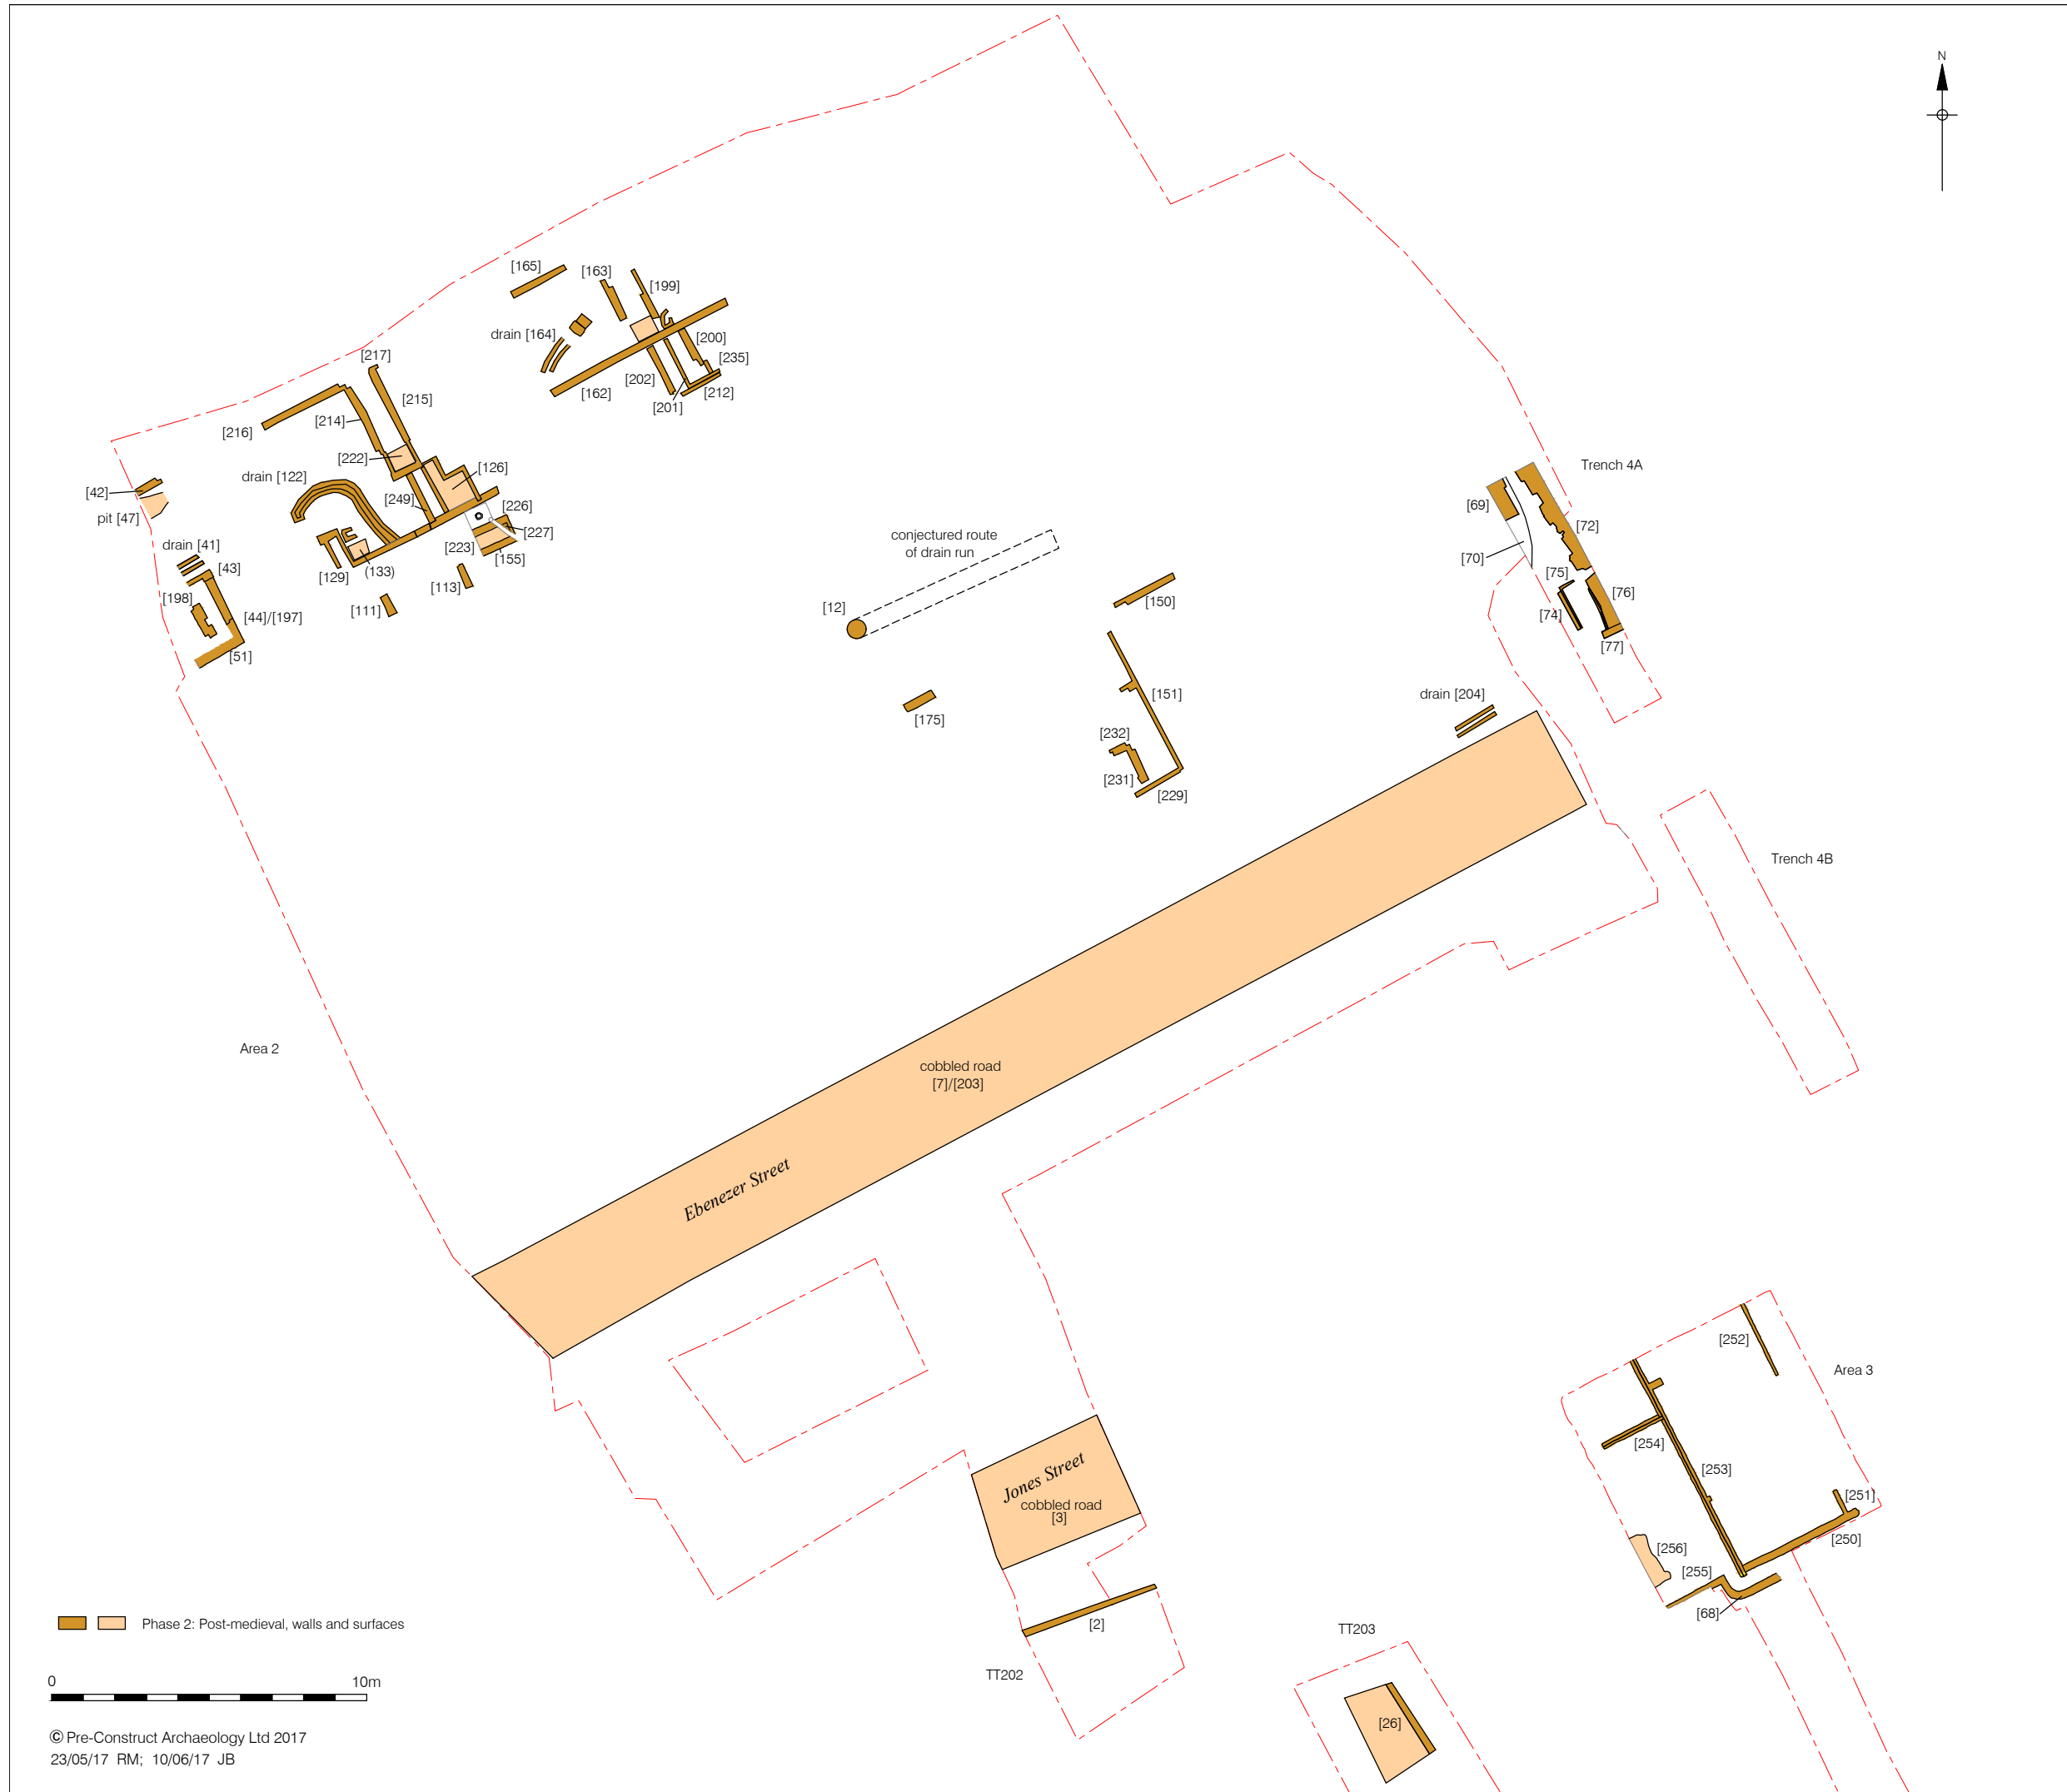 N
[165]
[163]
[199]
drain [164]
[200]
[235]
[217]
[202]
[162]
[212]
[215]
[201]
[214]
[216]
[222]
Trench 4A
[126]
drain [122]
[42]
[249]
[69]
[226]
pit [47]
[72]
[227]
conjectured route
of drain run
drain [41]
[223]
[155]
[70]
[43]
(133)
[75]
[129]
[113]
[76]
[198]
[150]
[111]
[12]
[74]
[44]/[197]
[77]
[51]
[151]
drain [204]
[175]
[232]
[231]
[229]
Trench 4B
Area 2
cobbled road
[7]/[203]
Ebenezer Street
[252]
Area 3
[254]
[253]
Jones Street
cobbled road
[3]
[251]
[250]
[256]
[255]
[68]
[2]
Phase 2: Post-medieval, walls and surfaces
TT203
TT202
0 10m
[26]
© Pre-Construct Archaeology Ltd 2017
23/05/17 RM; 10/06/17 JB